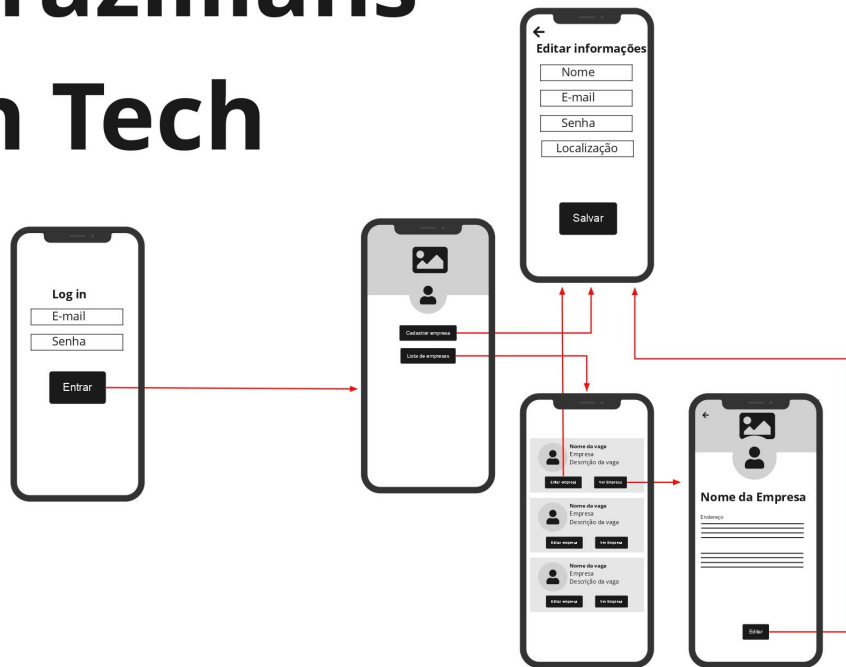 razilians
n Tech
Editar informações
Nome
E-mail
Senha
Localização
Salvar
Log in
E-mail
Senha
Entrar
Cadastrar empresa
Lista de empresas
Nome da vaga
Empresa
Descrição da vaga
Editar empresa
Ver Empresa
Nome da vaga
Empresa
Descrição da vaga
Editar empresa
Ver Empresa
Nome da vaga
Empresa
Descrição da vaga
Editar empresa
Ver Empresa
Nome da Empresa
Endereço
Editar